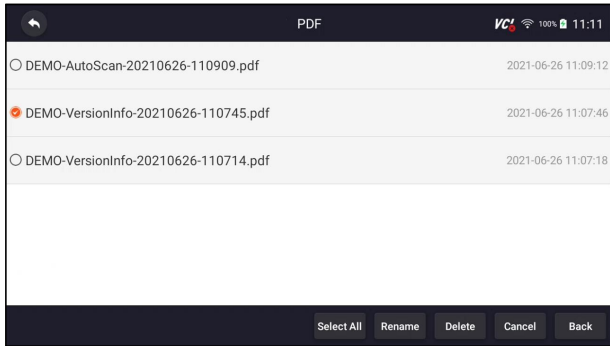 PDF VCI 100% 11:11
DEMO-AutoScan-20210626-110909.pdf 2021-06-26 11:09:12
DEMO-VersionInfo-20210626-110745.pdf 2021-06-26 11:07:46
DEMO-VersionInfo-20210626-110714.pdf 2021-06-26 11:07:18
Select All Rename Delete Cancel Back